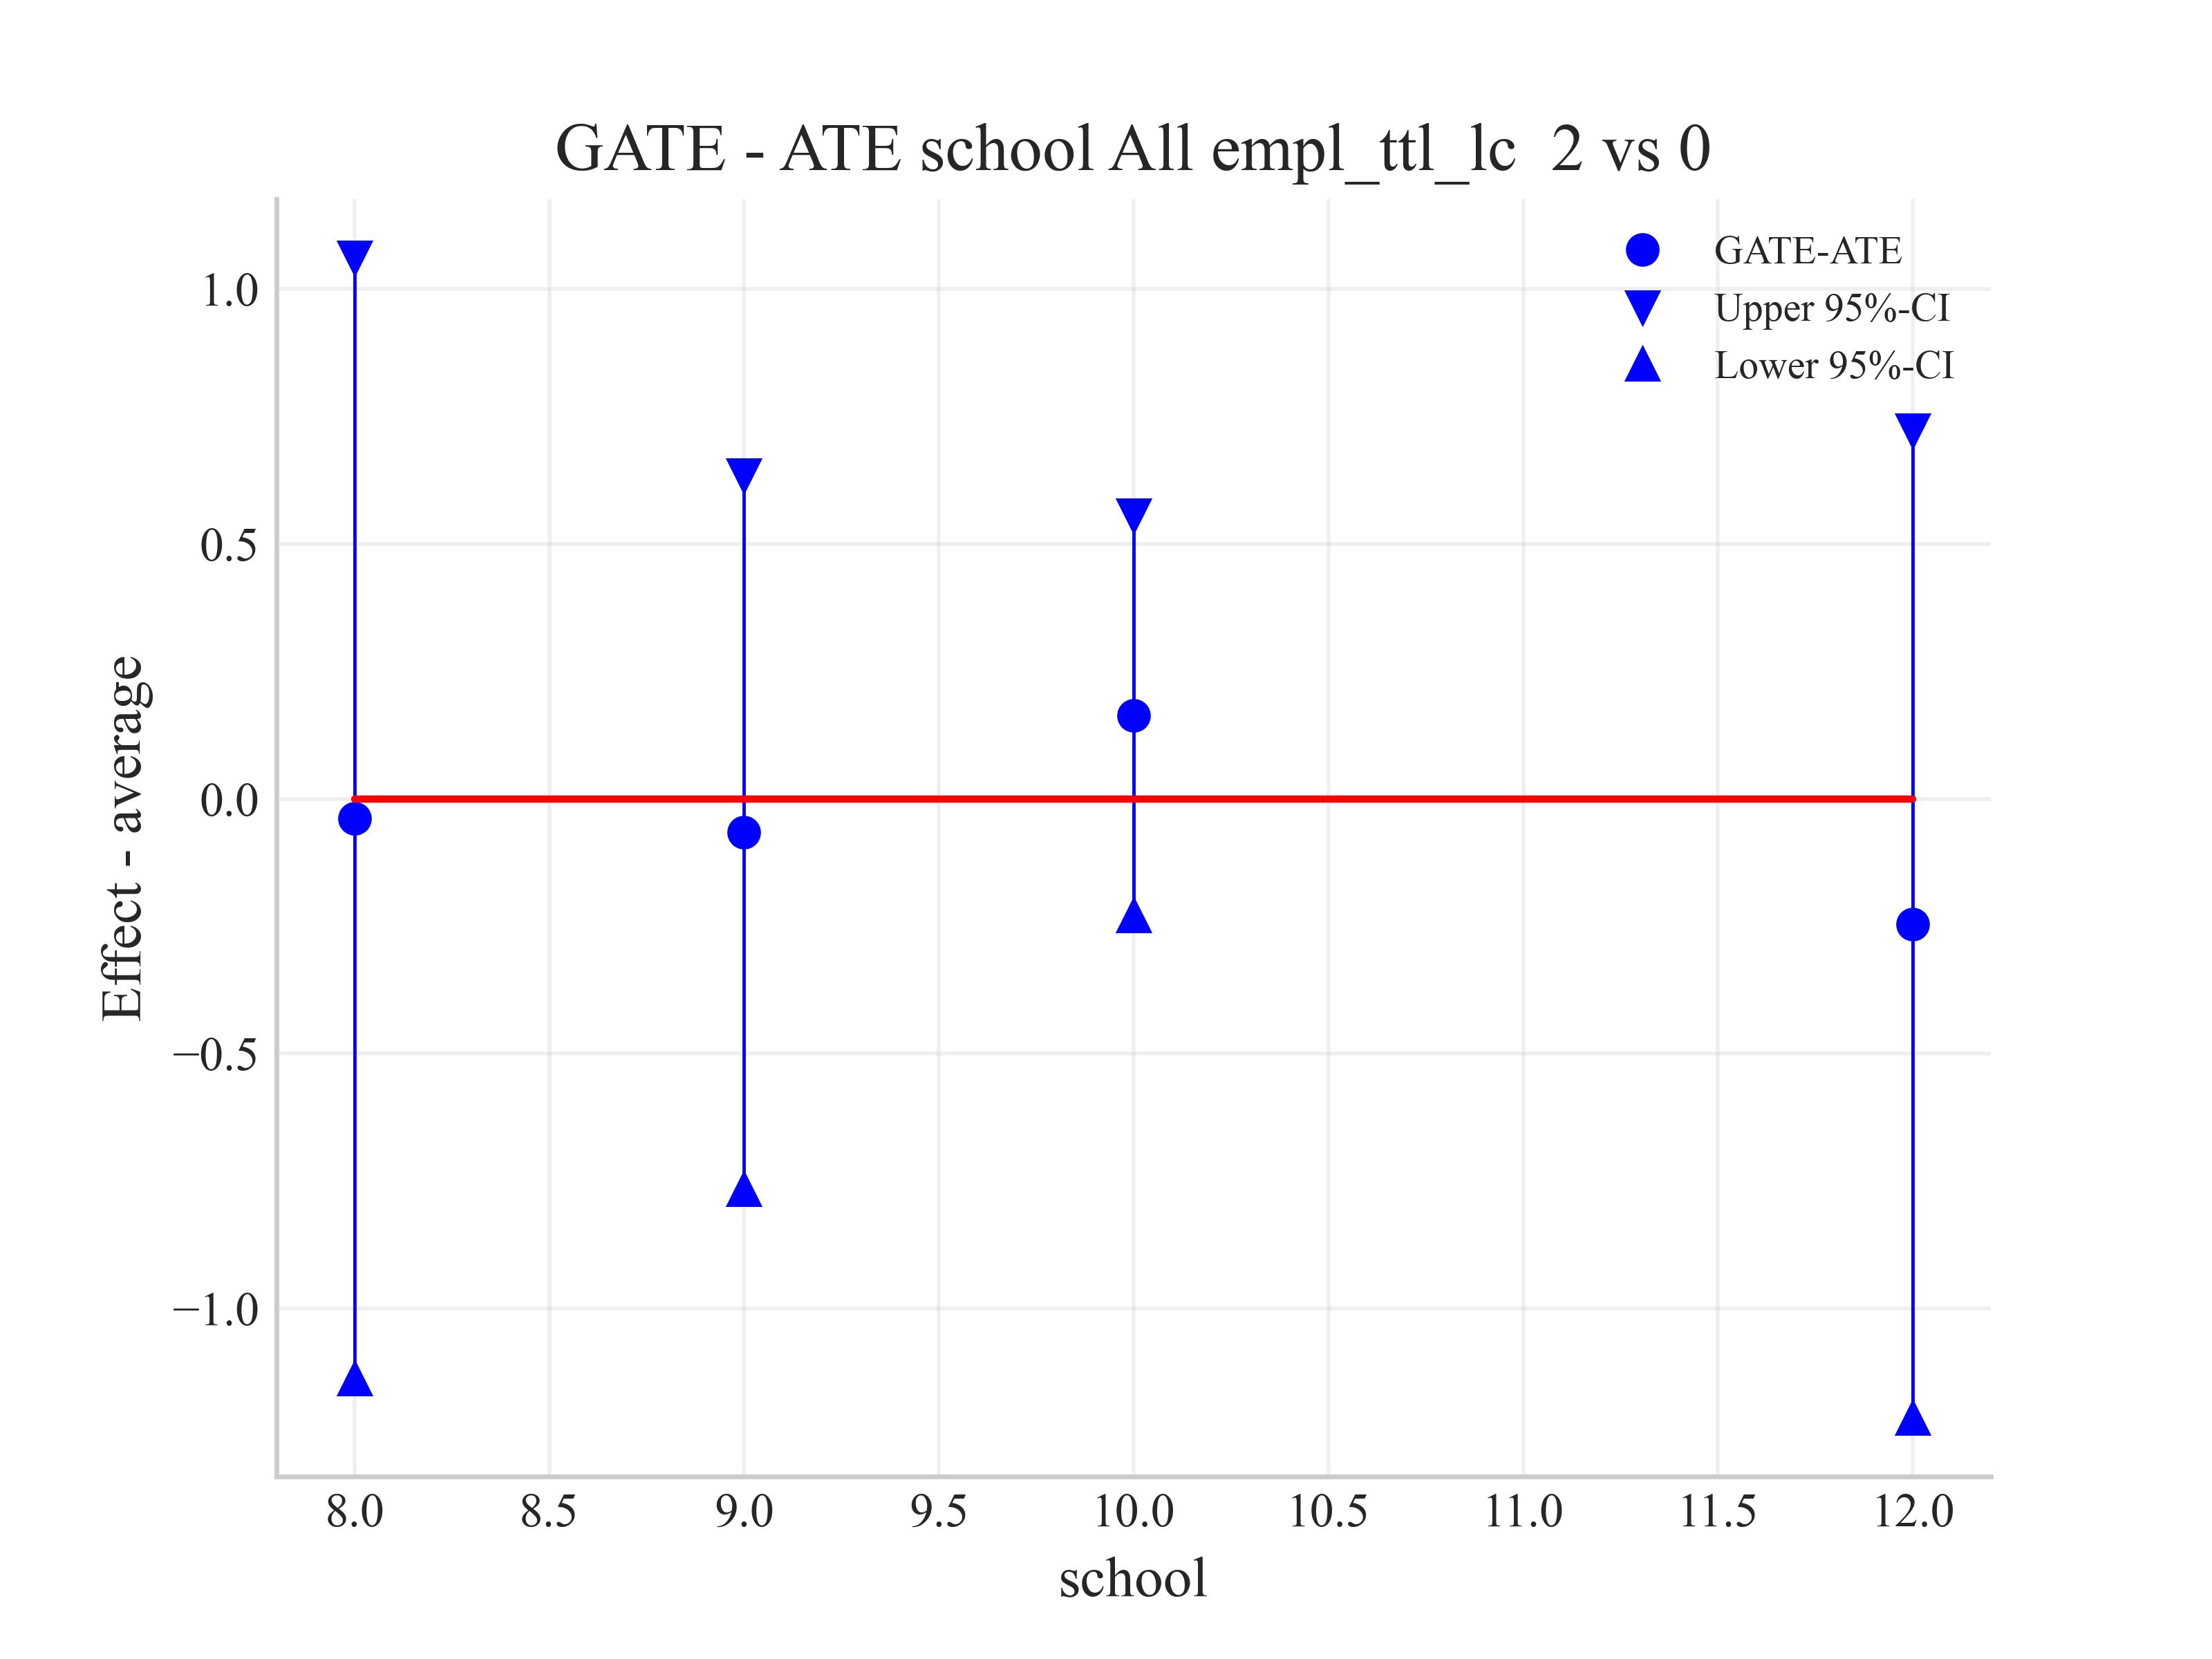 GATE - ATE school All empl_ttl_lc  2 vs 0
GATE-ATE
Upper 95%-CI
Lower 95%-CI
1.0
0.5
0.0
−0.5
−1.0
Effect - average
8.0 8.5 9.0 9.5 10.0 10.5 11.0 11.5 12.0
school